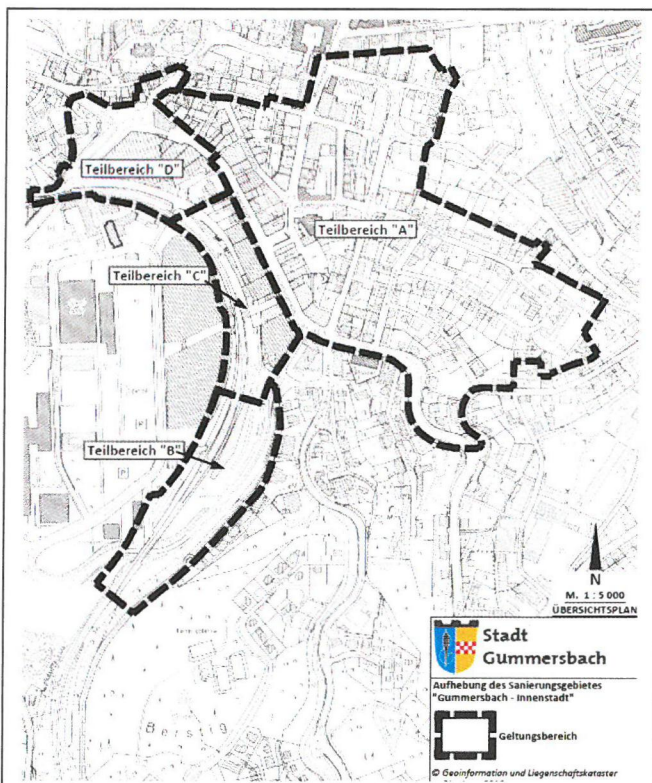 Teilbereich "D"
Teilbereich "A"
Teilbereich "C"
Teilbereich "B"
Berstig
N
M. 1 : 5 000
ÜBERSICHTSPLAN
Stadt
Gummersbach
Aufhebung des Sanierungsgebietes
"Gummersbach - Innenstadt"
Geltungsbereich
© Geoinformation und Liegenschaftskataster